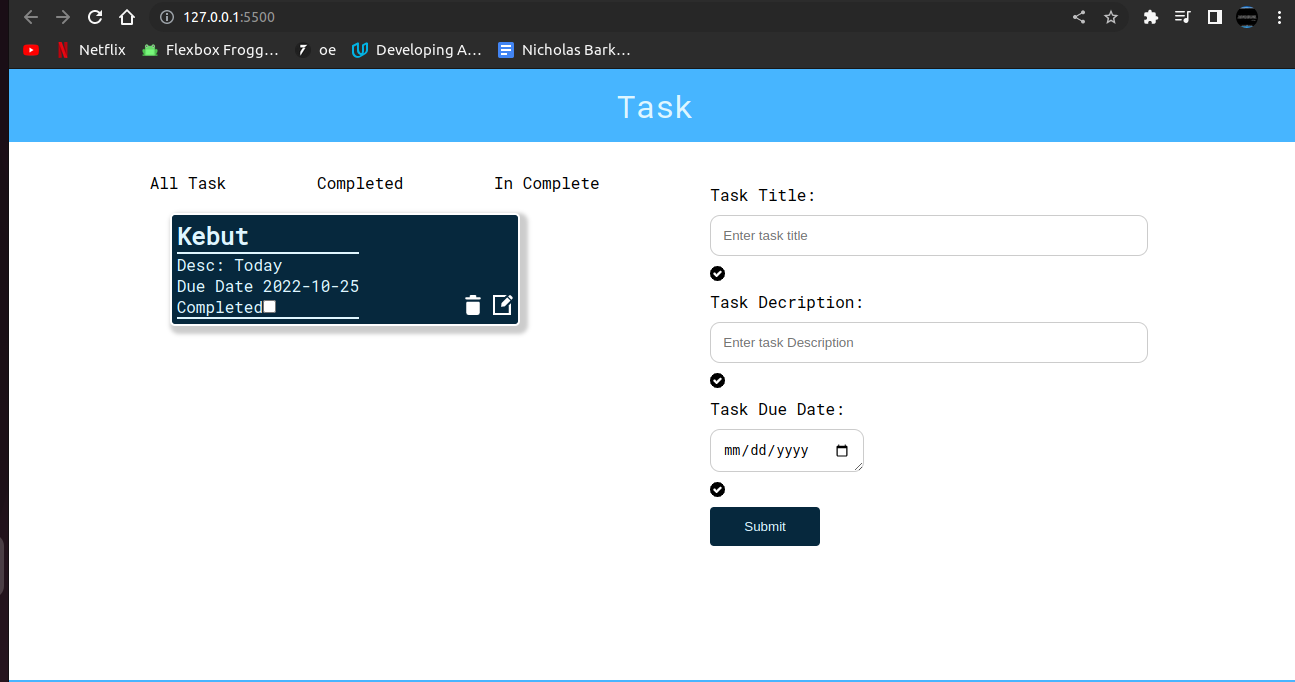 127.0.0.1:5500
Netflix
Flexbox Frogg...
oe
Developing A...
Nicholas Bark...
Task
All Task
Completed
In Complete
Kebut
Desc: Today
Due Date 2022-10-25
Completed
Task Title:
Enter task title
Task Decription:
Enter task Description
Task Due Date:
mm/dd/yyyy
Submit